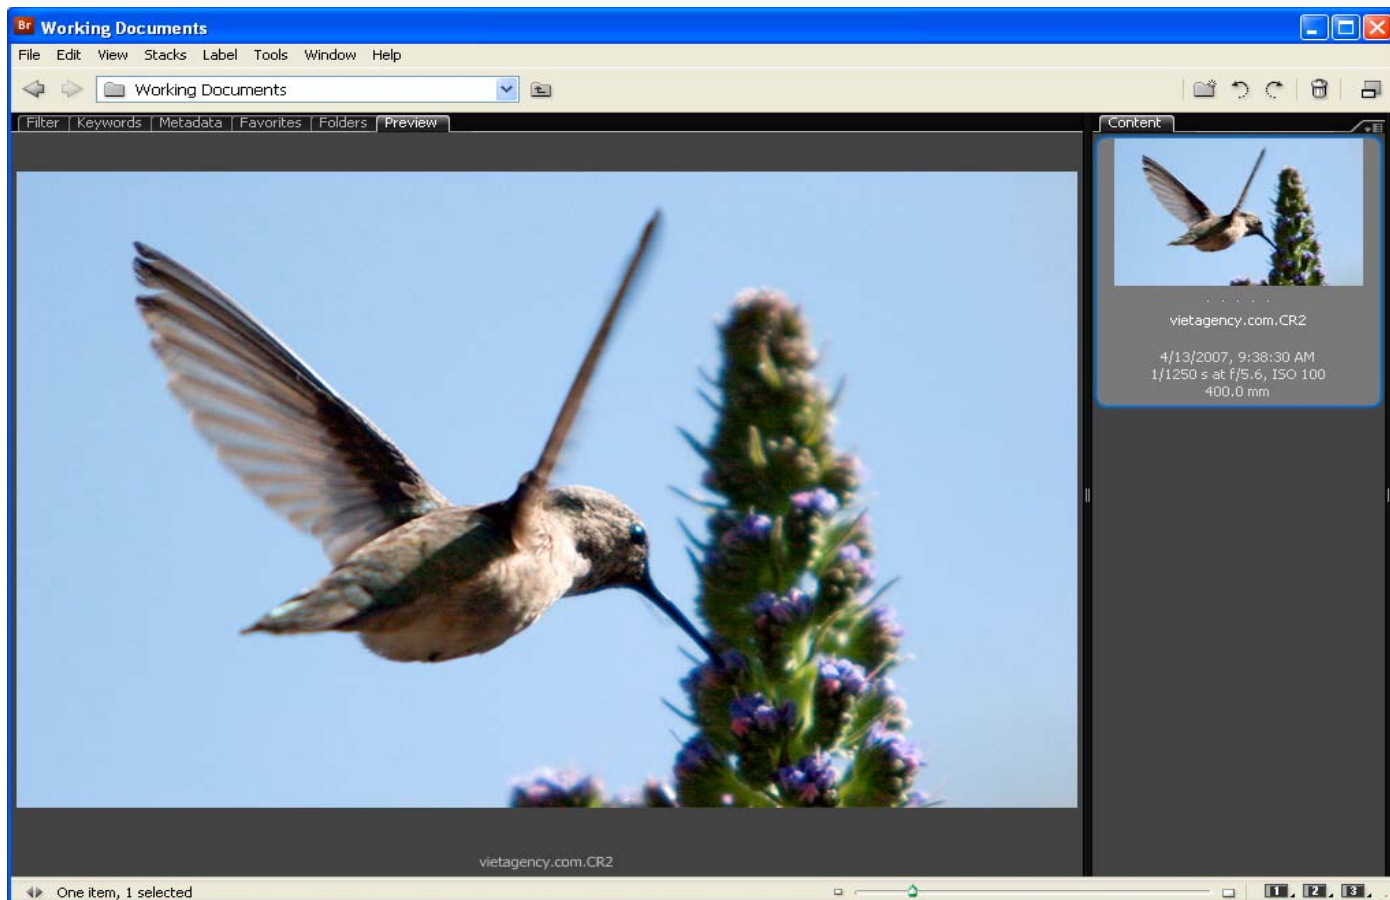 Br Working Documents
File Edit View Stacks Label Tools Window Help
Working Documents
Filter Keywords Metadata Favorites Folders Preview
Content
vietagency.com.CR2
4/13/2007, 9:38:30 AM
1/1250 s at f/5.6, ISO 100
400.0 mm
vietagency.com.CR2
One item, 1 selected
1 2 3